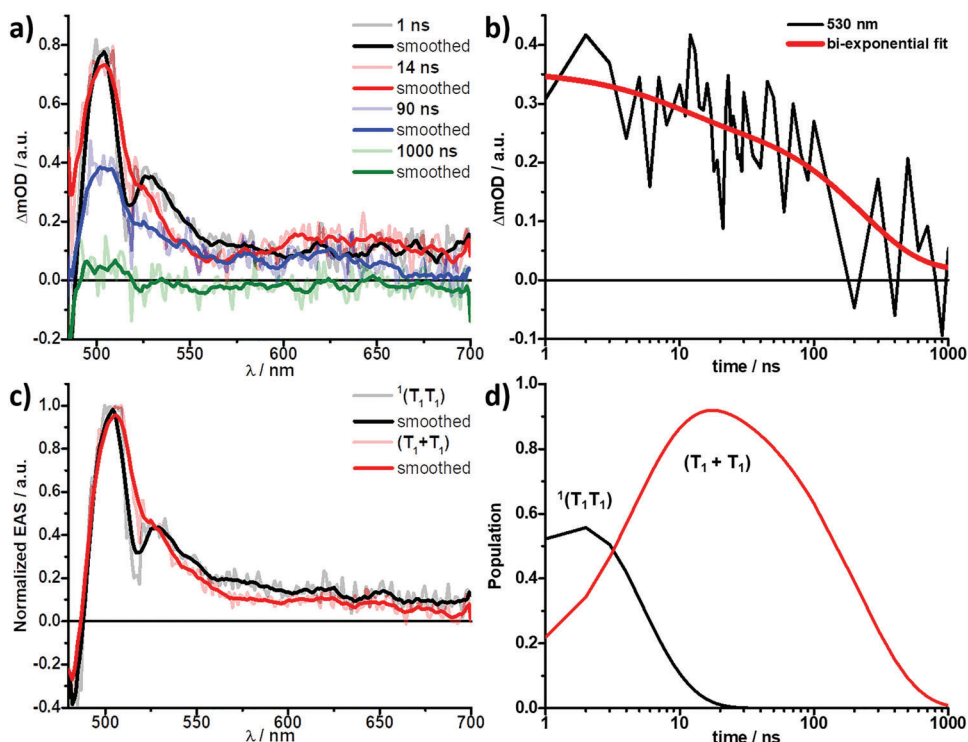 a)
1 ns
smoothed
14 ns
smoothed
90 ns
smoothed
1000 ns
smoothed
ΔmOD / a.u.
0.8
0.6
0.4
0.2
0.0
-0.2
500 550 600 650 700
λ / nm
b)
530 nm
bi-exponential fit
ΔmOD / a.u.
0.4
0.3
0.2
0.1
0.0
-0.1
1 10 100 1000
time / ns
c)
¹(T₁T₁)
smoothed
(T₁+T₁)
smoothed
Normalized EAS / a.u.
1.0
0.8
0.6
0.4
0.2
0.0
-0.2
-0.4
500 550 600 650 700
λ / nm
d)
(T₁ + T₁)
¹(T₁T₁)
Population
1.0
0.8
0.6
0.4
0.2
0.0
1 10 100 1000
time / ns